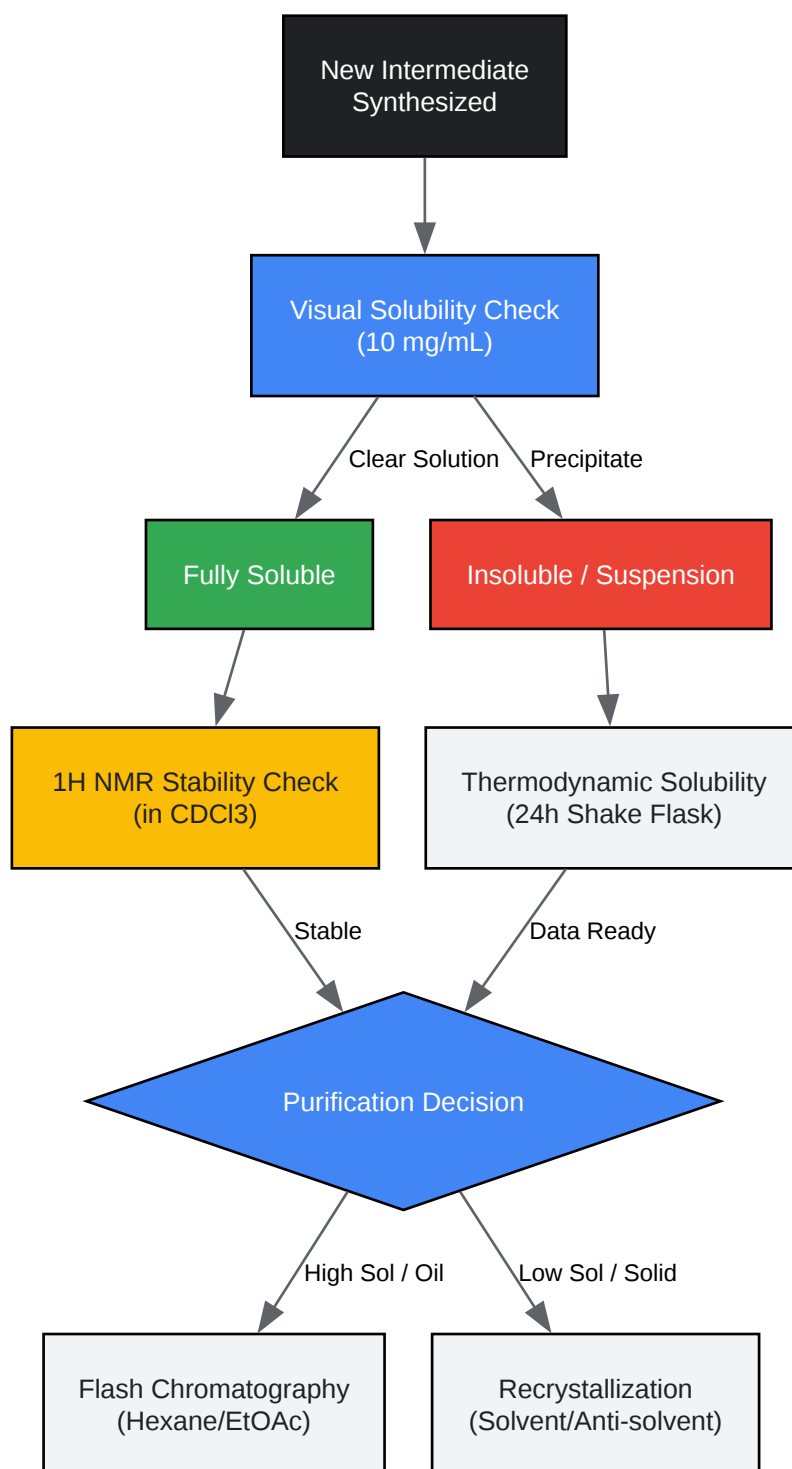 New Intermediate
Synthesized
Visual Solubility Check
(10 mg/mL)
Clear Solution
Precipitate
Fully Soluble
Insoluble / Suspension
1H NMR Stability Check
(in CDCl3)
Thermodynamic Solubility
(24h Shake Flask)
Stable
Data Ready
Purification Decision
High Sol / Oil
Low Sol / Solid
Flash Chromatography
(Hexane/EtOAc)
Recrystallization
(Solvent/Anti-solvent)